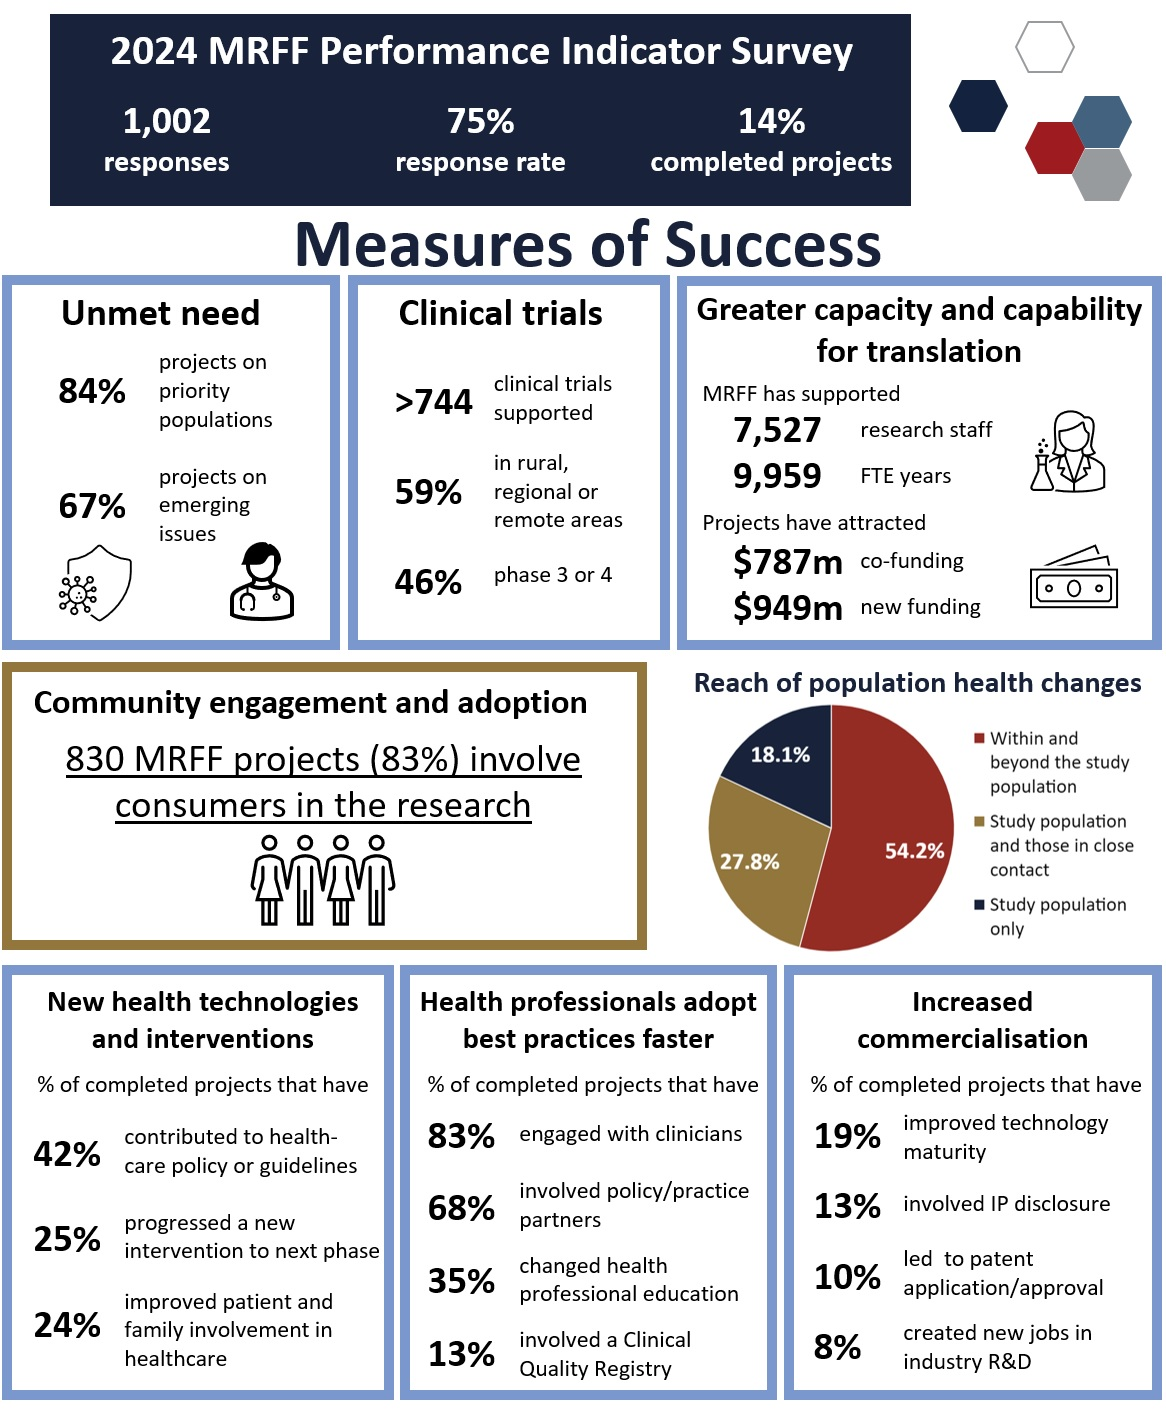 2024 MRFF Performance Indicator Survey
1,002
responses
75%
response rate
14%
completed projects
Measures of Success
Unmet need
84%
projects on
priority
populations
67%
projects on
emerging
issues
Clinical trials
>744
clinical trials
supported
59%
in rural,
regional or
remote areas
46%
phase 3 or 4
Greater capacity and capability
for translation
MRFF has supported
7,527 research staff
9,959 FTE years
Projects have attracted
$787m co-funding
$949m new funding
Community engagement and adoption
830 MRFF projects (83%) involve
consumers in the research
Reach of population health changes
18.1%
27.8%
54.2%
Within and
beyond the study
population
Study population
and those in close
contact
Study population
only
New health technologies
and interventions
% of completed projects that have
42%
contributed to health-
care policy or guidelines
25%
progressed a new
intervention to next phase
24%
improved patient and
family involvement in
healthcare
Health professionals adopt
best practices faster
% of completed projects that have
83% engaged with clinicians
68%
involved policy/practice
partners
35%
changed health
professional education
13%
involved a Clinical
Quality Registry
Increased
commercialisation
% of completed projects that have
19%
improved technology
maturity
13% involved IP disclosure
10%
led to patent
application/approval
8%
created new jobs in
industry R&D